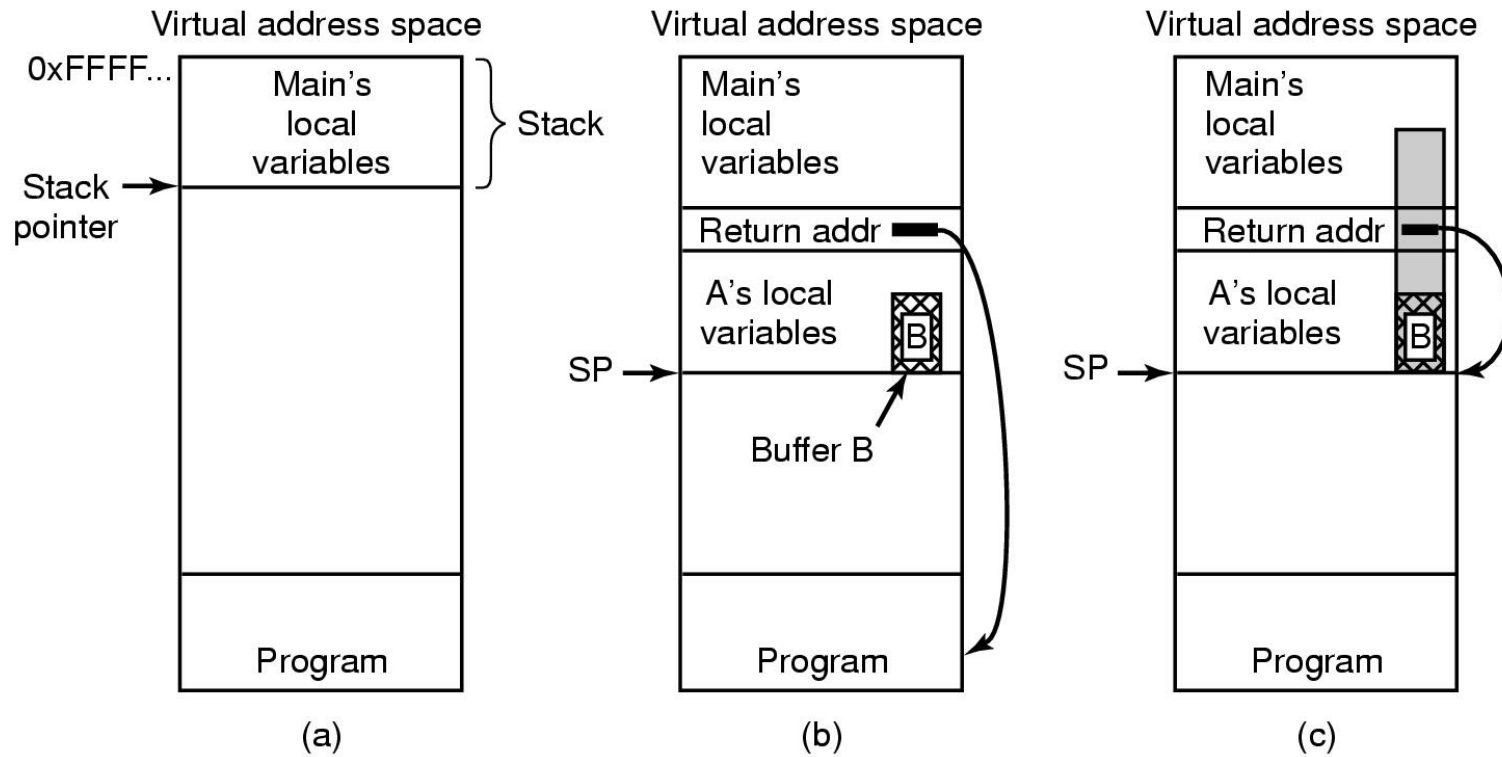 Virtual address space
0xFFFF...
Main's
local
variables
Stack
Stack
pointer
Program
(a)
Virtual address space
Main's
local
variables
Return addr
A's local
variables
B
SP
Buffer B
Program
(b)
Virtual address space
Main's
local
variables
Return addr
A's local
variables
B
SP
Program
(c)